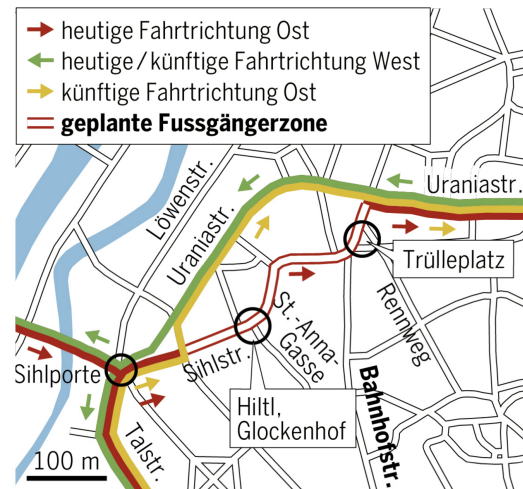 heutige Fahrtrichtung Ost
heutige/künftige Fahrtrichtung West
künftige Fahrtrichtung Ost
geplante Fussgängerzone
Löwenstr.
Uraniastr.
Uraniastr.
Trülleplatz
Rennweg
St.-Anna-
Gasse
Sihlstr.
Sihlporte
Hiltl,
Glockenhof
Bahnhofstr.
Talstr.
100 m